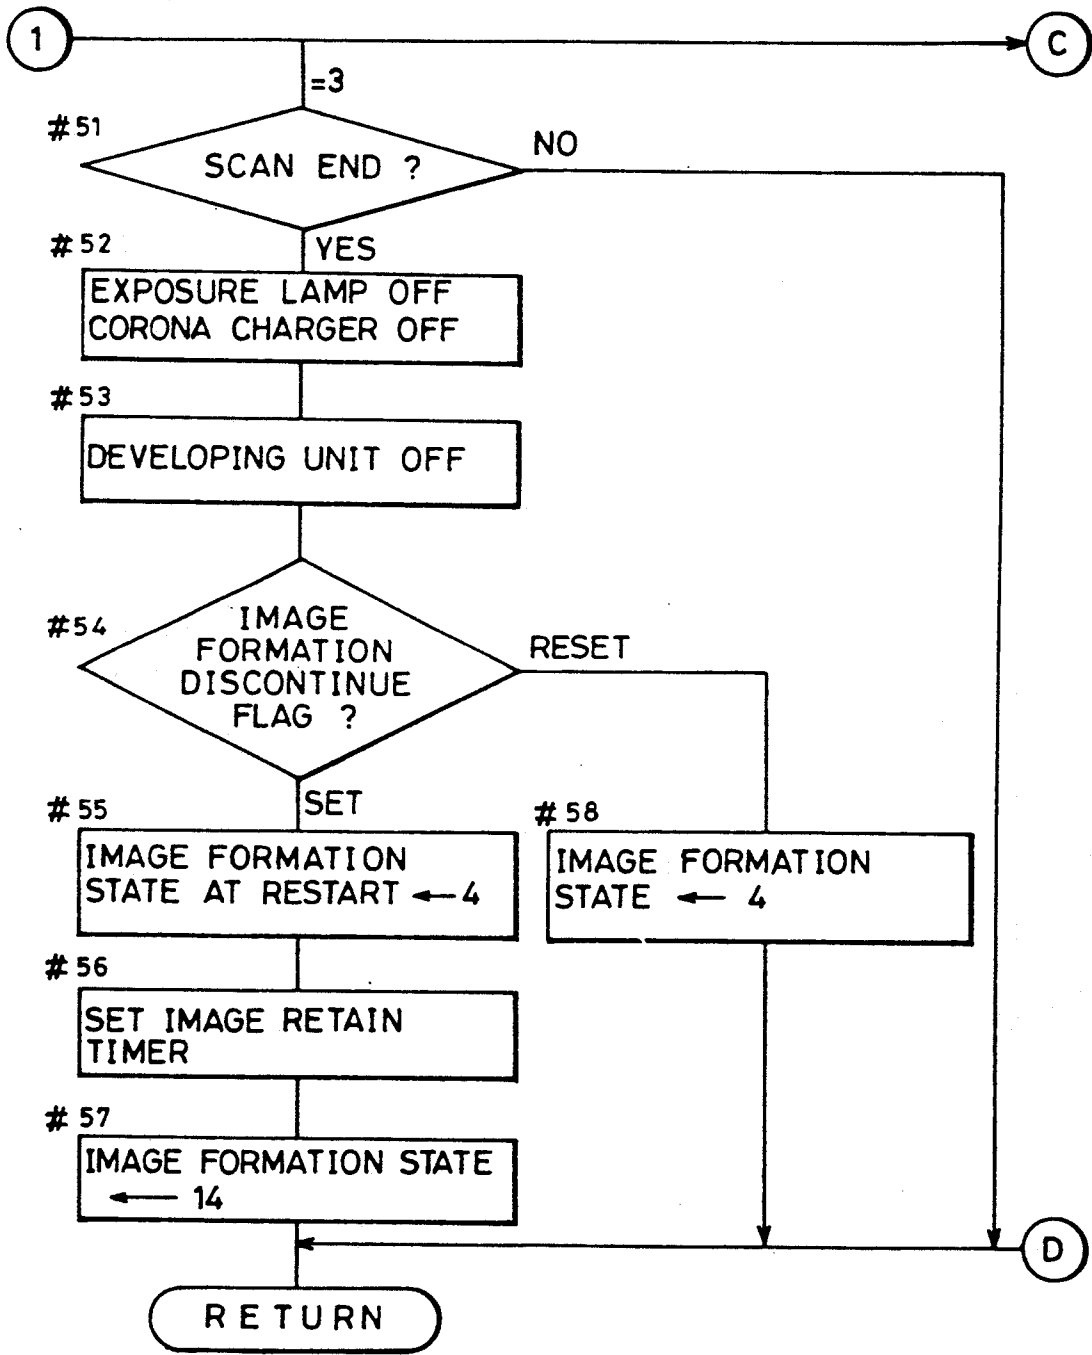 1
C
=3
#51
SCAN END ?
NO
YES
#52
EXPOSURE LAMP OFF
CORONA CHARGER OFF
#53
DEVELOPING UNIT OFF
#54
IMAGE
FORMATION
DISCONTINUE
FLAG ?
RESET
SET
#55
IMAGE FORMATION
STATE AT RESTART ← 4
#58
IMAGE FORMATION
STATE ← 4
#56
SET IMAGE RETAIN
TIMER
#57
IMAGE FORMATION STATE
← 14
D
RETURN